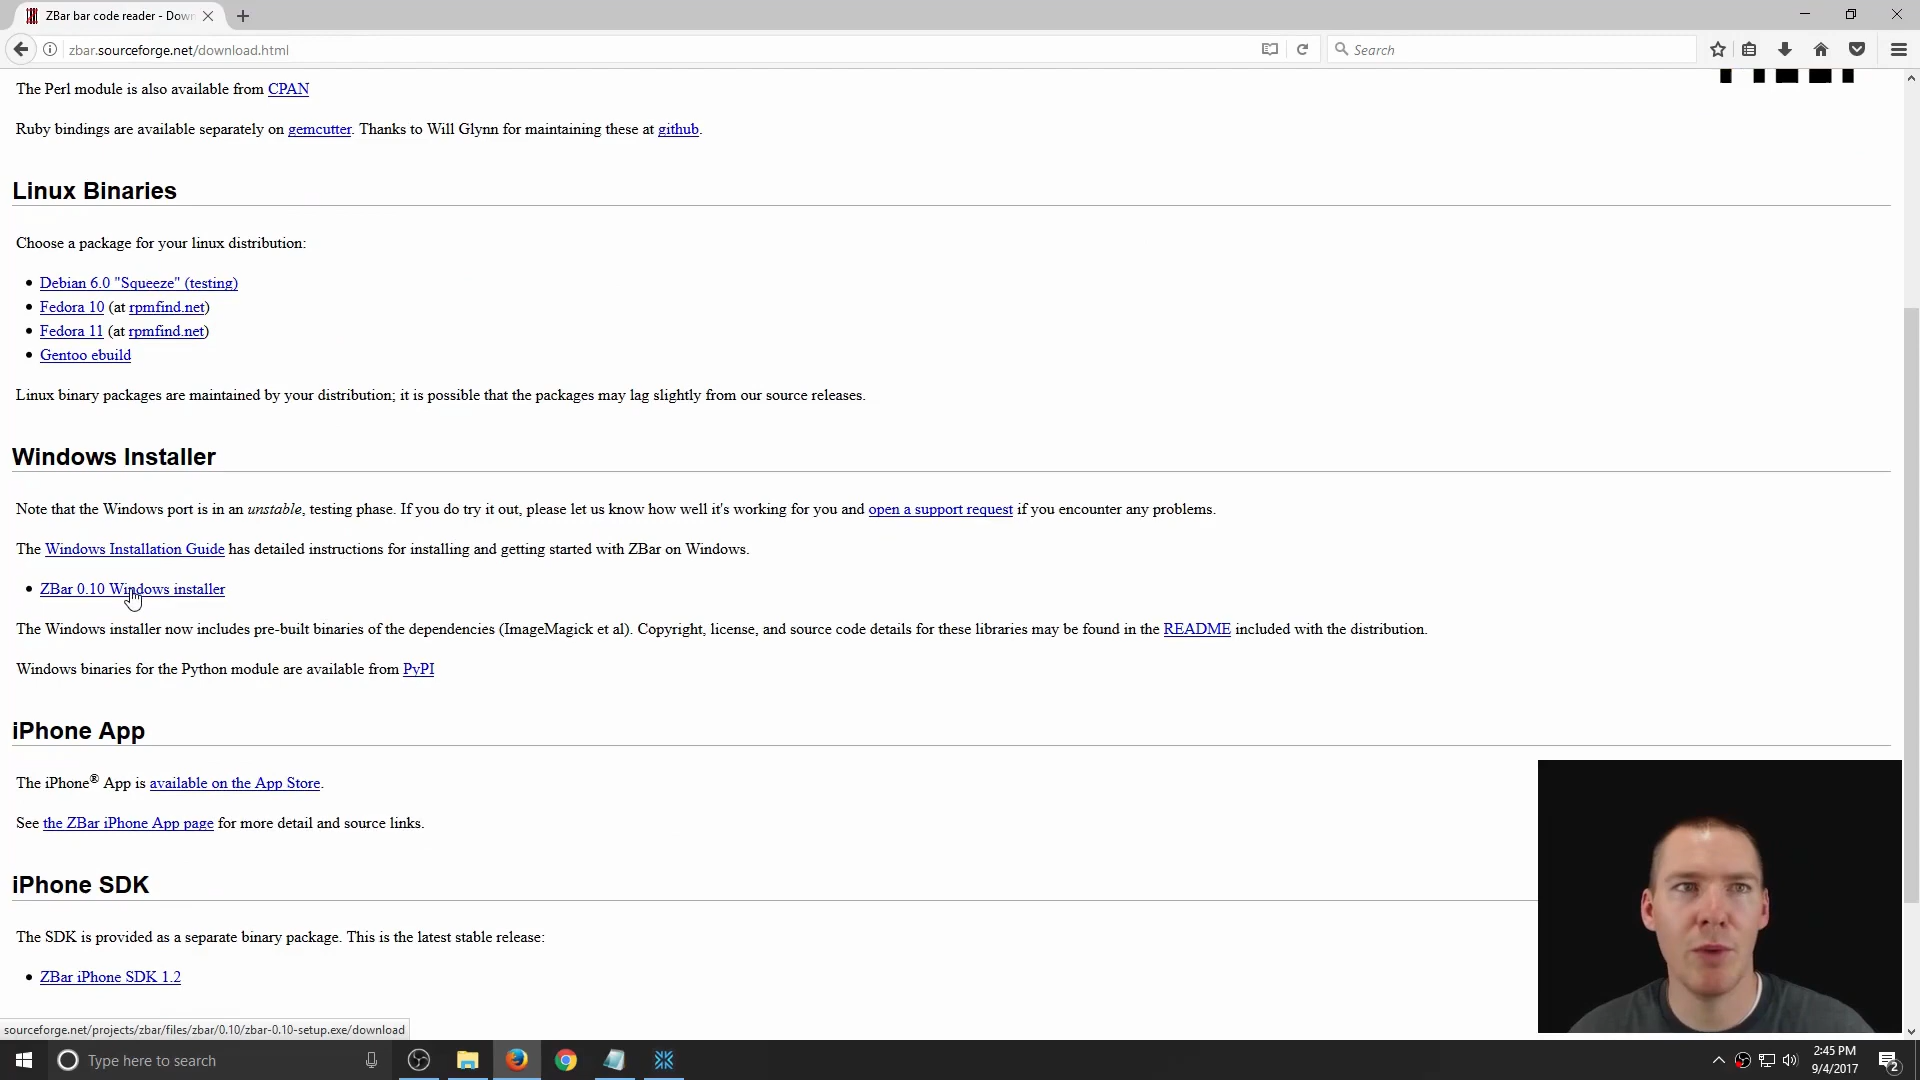 ZBar bar code reader - Down
zbar.sourceforge.net/download.html
Search
The Perl module is also available from CPAN
Ruby bindings are available separately on gemcutter. Thanks to Will Glynn for maintaining these at github.
Linux Binaries
Choose a package for your linux distribution:
Debian 6.0 "Squeeze" (testing)
Fedora 10 (at rpmfind.net)
Fedora 11 (at rpmfind.net)
Gentoo ebuild
Linux binary packages are maintained by your distribution; it is possible that the packages may lag slightly from our source releases.
Windows Installer
Note that the Windows port is in an unstable, testing phase. If you do try it out, please let us know how well it's working for you and open a support request if you encounter any problems.
The Windows Installation Guide has detailed instructions for installing and getting started with ZBar on Windows.
ZBar 0.10 Windows installer
The Windows installer now includes pre-built binaries of the dependencies (ImageMagick et al). Copyright, license, and source code details for these libraries may be found in the README included with the distribution.
Windows binaries for the Python module are available from PyPI
iPhone App
The iPhone® App is available on the App Store.
See the ZBar iPhone App page for more detail and source links.
iPhone SDK
The SDK is provided as a separate binary package. This is the latest stable release:
ZBar iPhone SDK 1.2
sourceforge.net/projects/zbar/files/zbar/0.10/zbar-0.10-setup.exe/download
Type here to search
2:45 PM
9/4/2017
2